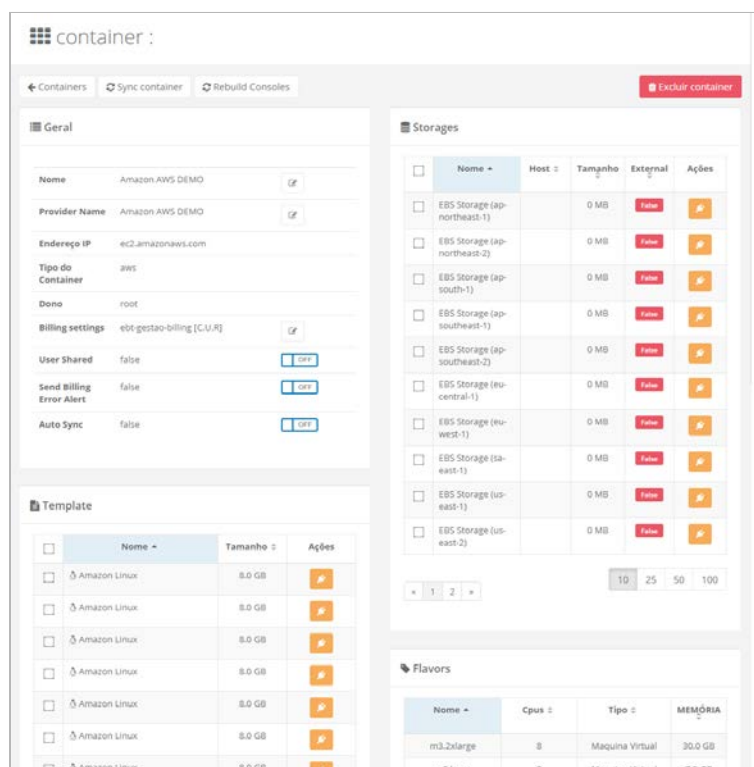 container :
Containers Sync container Rebuild Consoles Excluir container
Geral
Nome Amazon AWS DEMO
Provider Name Amazon AWS DEMO
Endereço IP ec2.amazonaws.com
Tipo do
Container aws
Dono root
Billing settings ebt-gestao-billing [C,U,R]
User Shared false OFF
Send Billing
Error Alert false OFF
Auto Sync false OFF
Template
Nome Tamanho Ações
Amazon Linux 8.0 GB
Amazon Linux 8.0 GB
Amazon Linux 8.0 GB
Amazon Linux 8.0 GB
Amazon Linux 8.0 GB
Amazon Linux 8.0 GB
Storages
Nome Host Tamanho External Ações
EBS Storage (ap-
northeast-1) 0 MB False
EBS Storage (ap-
northeast-2) 0 MB False
EBS Storage (ap-
south-1) 0 MB False
EBS Storage (ap-
southeast-1) 0 MB False
EBS Storage (ap-
southeast-2) 0 MB False
EBS Storage (eu-
central-1) 0 MB False
EBS Storage (eu-
west-1) 0 MB False
EBS Storage (sa-
east-1) 0 MB False
EBS Storage (us-
east-1) 0 MB False
EBS Storage (us-
east-2) 0 MB False
« 1 2 » 10 25 50 100
Flavors
Nome Cpus Tipo MEMÓRIA
m3.2xlarge 8 Maquina Virtual 30.0 GB